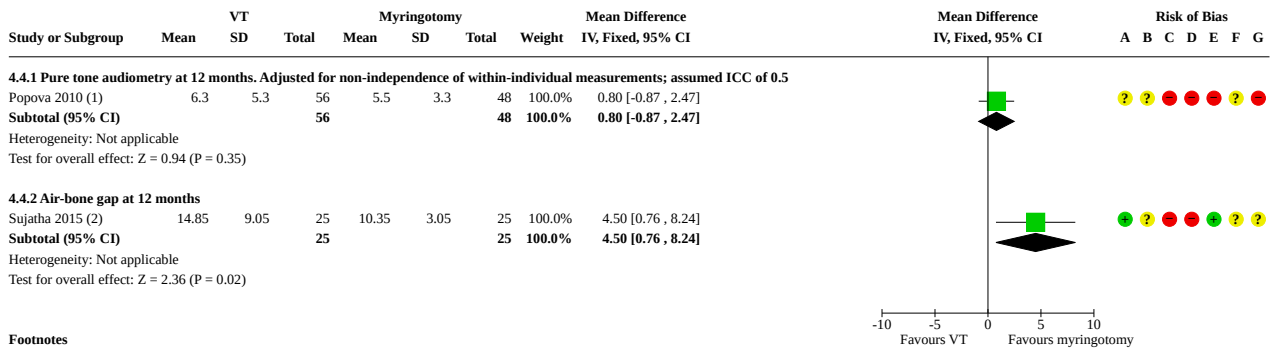 VT Myringotomy Mean Difference Mean Difference Risk of Bias
Study or Subgroup Mean SD Total Mean SD Total Weight IV, Fixed, 95% CI IV, Fixed, 95% CI A B C D E F G
4.4.1 Pure tone audiometry at 12 months. Adjusted for non-independence of within-individual measurements; assumed ICC of 0.5
Popova 2010 (1) 6.3 5.3 56 5.5 3.3 48 100.0% 0.80 [-0.87 , 2.47] ? ? − − − ? −
Subtotal (95% CI) 56 48 100.0% 0.80 [-0.87 , 2.47]
Heterogeneity: Not applicable
Test for overall effect: Z = 0.94 (P = 0.35)
4.4.2 Air-bone gap at 12 months
Sujatha 2015 (2) 14.85 9.05 25 10.35 3.05 25 100.0% 4.50 [0.76 , 8.24] + ? − − + ? ?
Subtotal (95% CI) 25 25 100.0% 4.50 [0.76 , 8.24]
Heterogeneity: Not applicable
Test for overall effect: Z = 2.36 (P = 0.02)
-10 -5 0 5 10
Favours VT Favours myringotomy
Footnotes